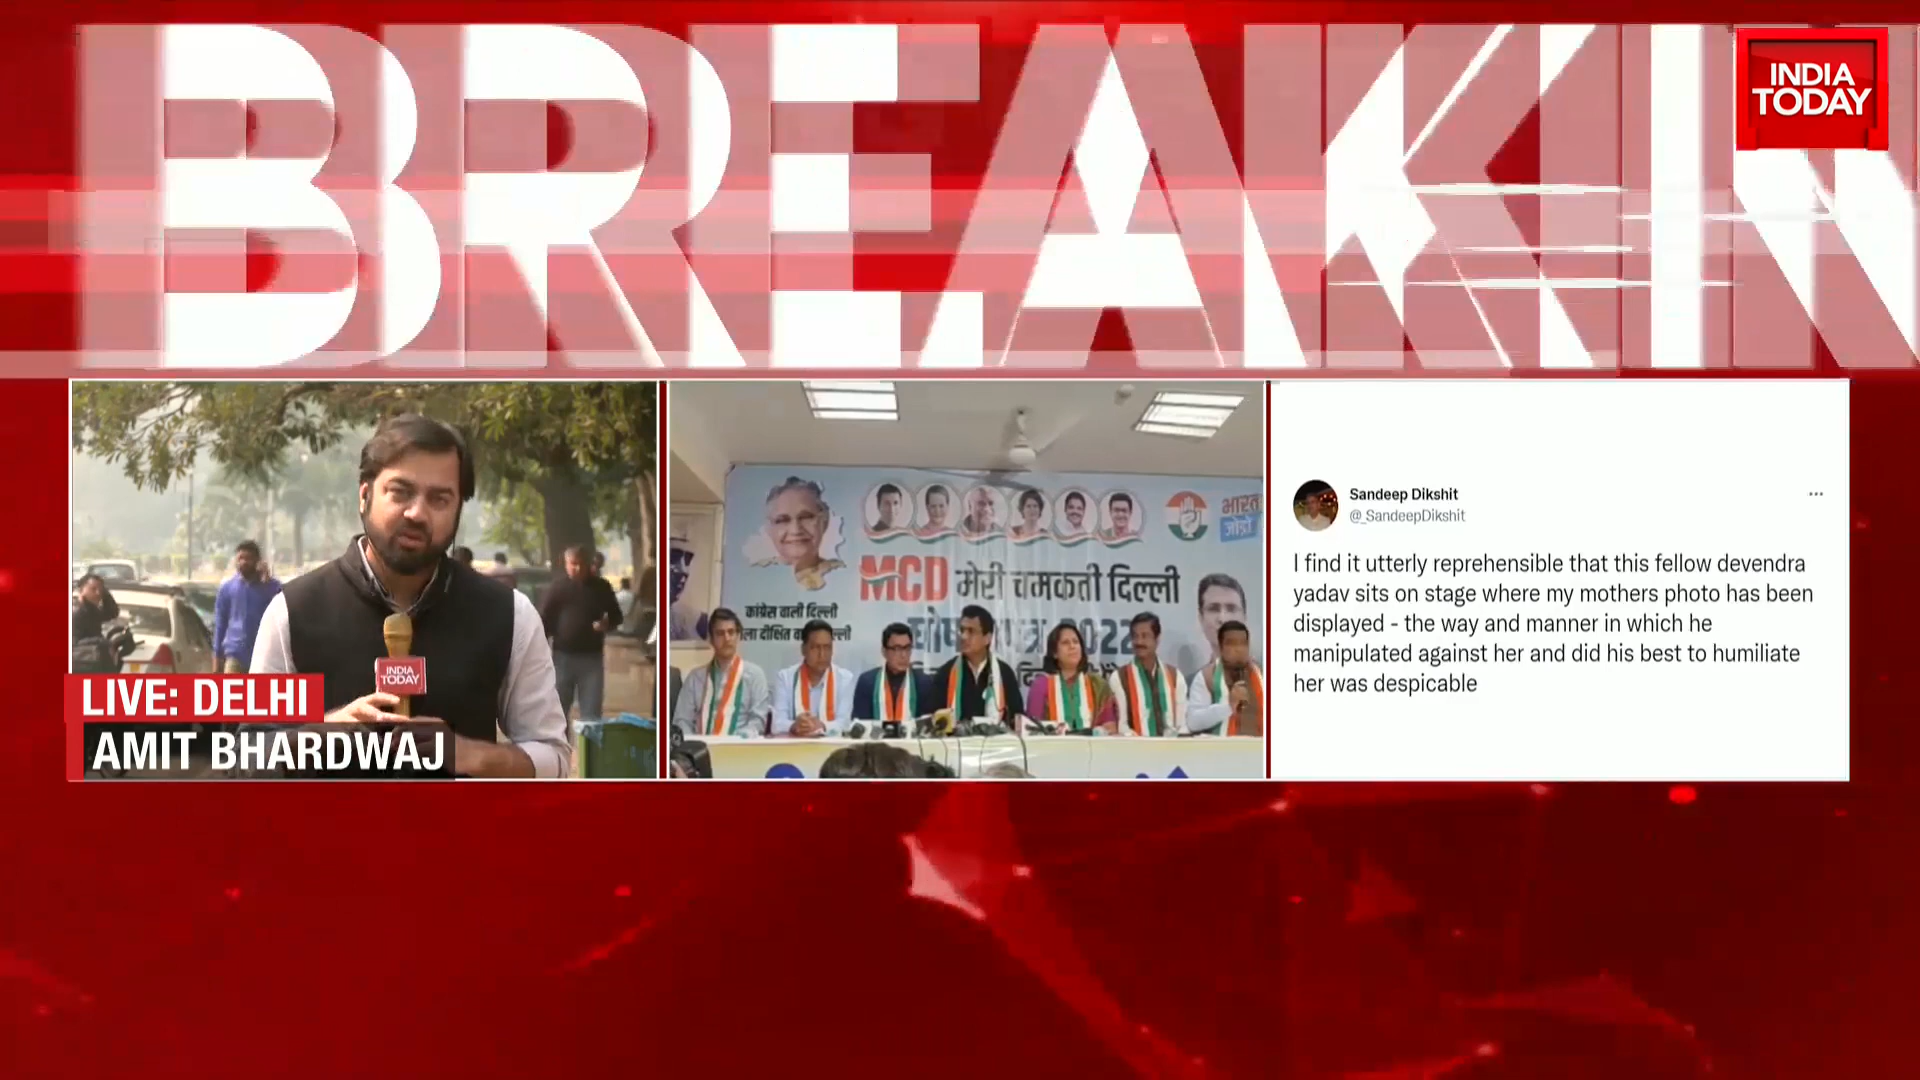 BREAKIN
INDIA
TODAY
भारत
जोड़ो
MCD मेरी चमकती दिल्ली
कांग्रेस वाली दिल्ली
दीक्षित
2022
Sandeep Dikshit
@_SandeepDikshit
I find it utterly reprehensible that this fellow devendra
yadav sits on stage where my mothers photo has been
displayed - the way and manner in which he
manipulated against her and did his best to humiliate
her was despicable
INDIA
TODAY
LIVE: DELHI
AMIT BHARDWAJ